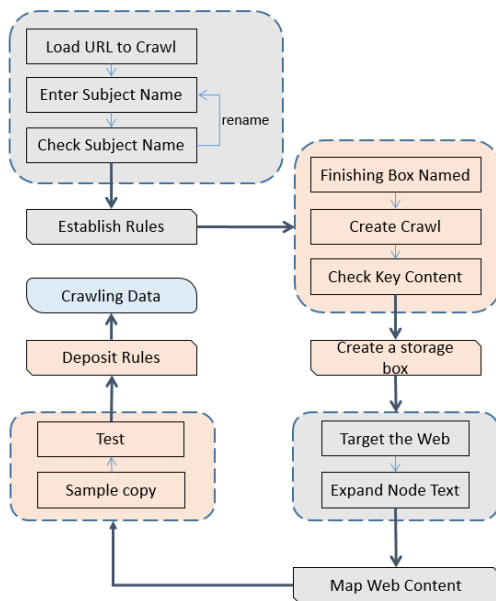 Load URL to Crawl
Enter Subject Name
rename
Check Subject Name
Establish Rules
Finishing Box Named
Create Crawl
Check Key Content
Create a storage
box
Target the Web
Expand Node Text
Map Web Content
Sample copy
Test
Deposit Rules
Crawling Data